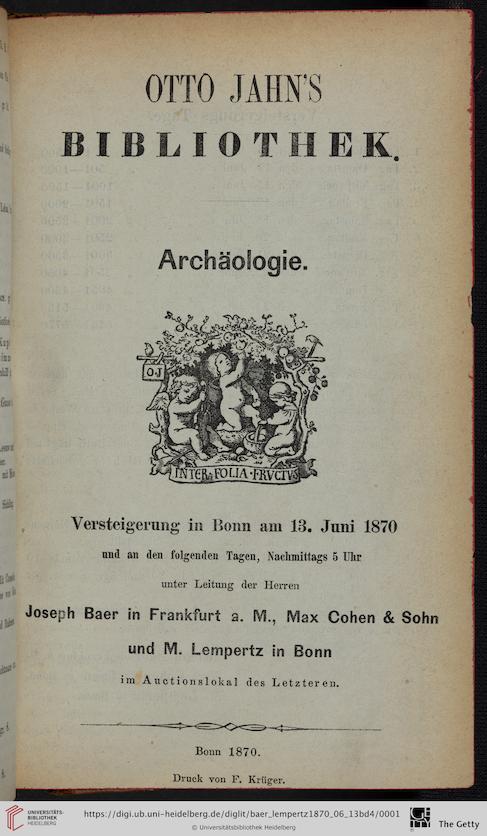 OTTO JAHN'S
BIBLIOTHEK.
Archäologie.
O J
INTER FOLIA FRVCTVS
Versteigerung in Bonn am 13. Juni 1870
und an den folgenden Tagen, Nachmittags 5 Uhr
unter Leitung der Herren
Joseph Baer in Frankfurt a. M., Max Cohen & Sohn
und M. Lempertz in Bonn
im Auctionslokal des Letzteren.
Bonn 1870.
Druck von F. Krüger.
UNIVERSITÄTS-
BIBLIOTHEK
HEIDELBERG
https://digi.ub.uni-heidelberg.de/diglit/baer_lempertz1870_06_13bd4/0001
© Universitätsbibliothek Heidelberg
The Getty